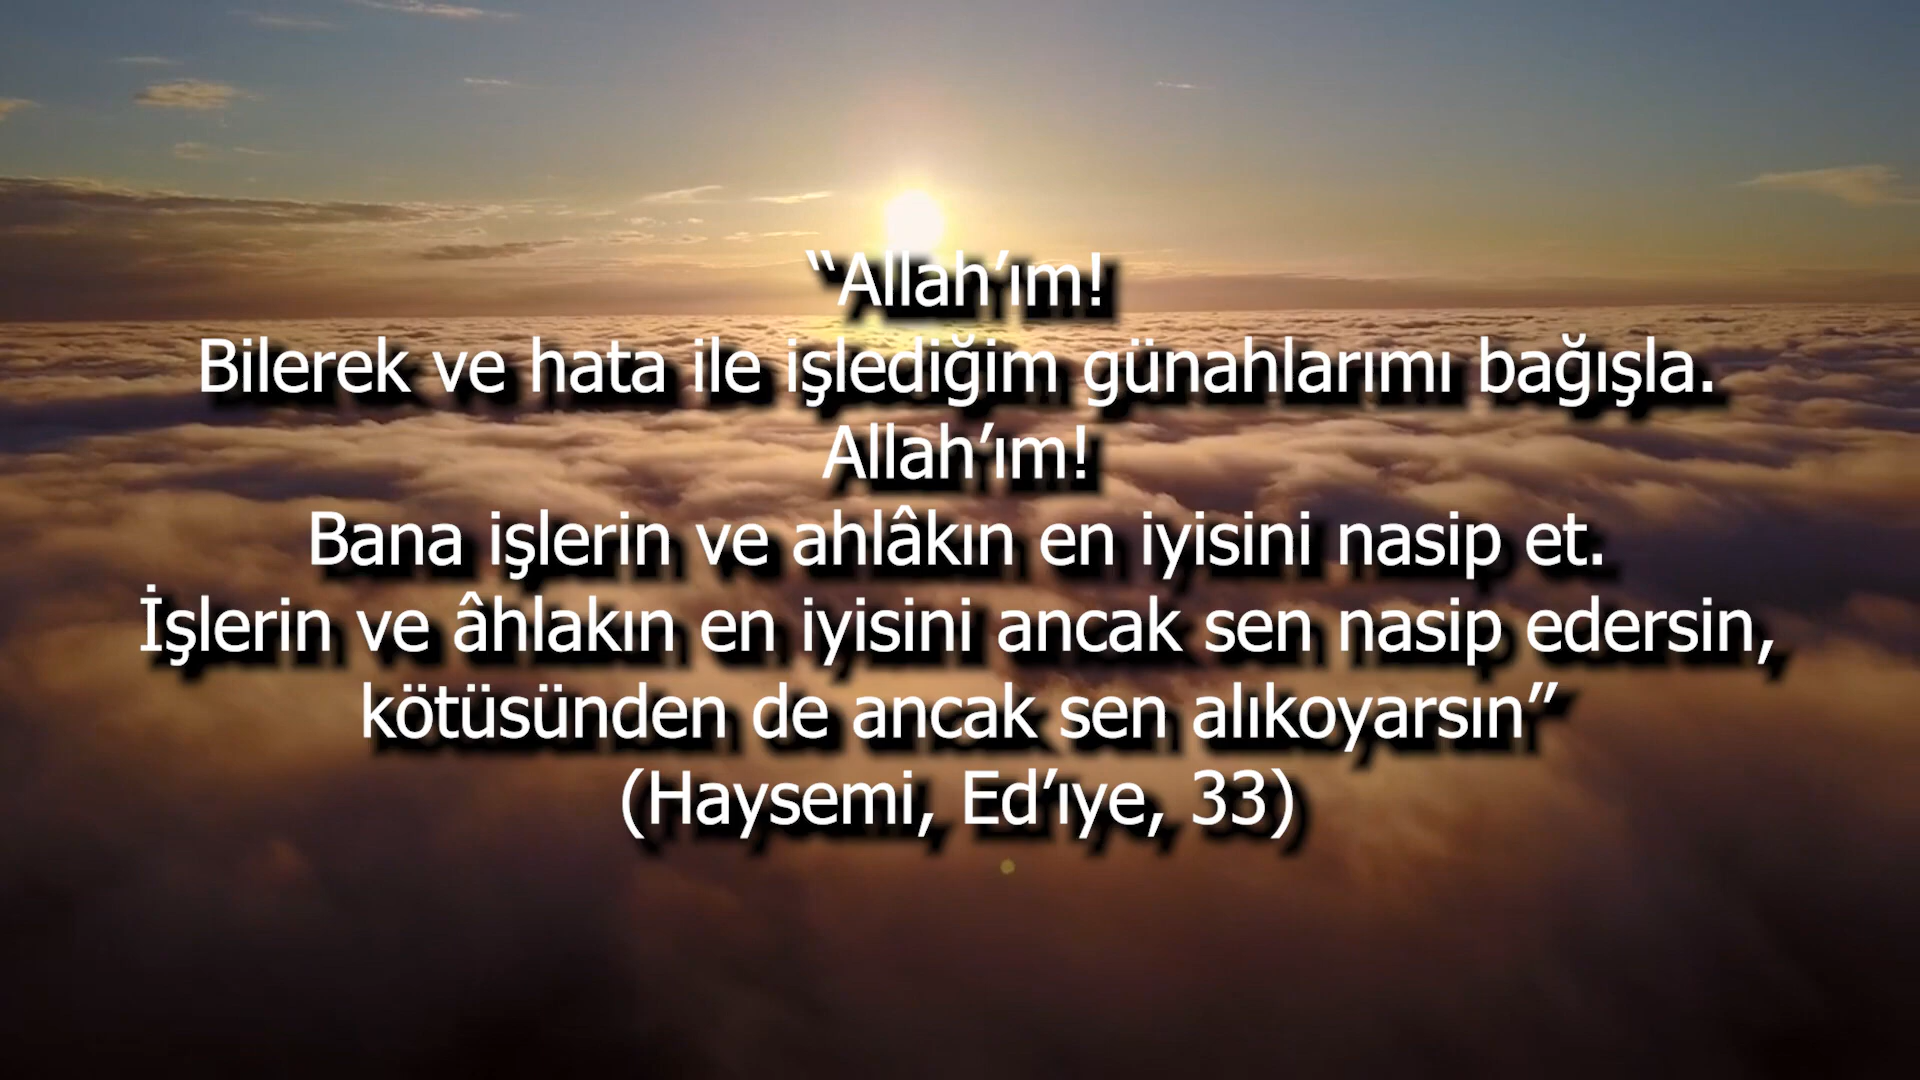 “Allah’ım!
Bilerek ve hata ile işlediğim günahlarımı bağışla.
Allah’ım!
Bana işlerin ve ahlâkın en iyisini nasip et.
İşlerin ve âhlakın en iyisini ancak sen nasip edersin,
kötüsünden de ancak sen alıkoyarsın”
(Haysemi, Ed’ıye, 33)